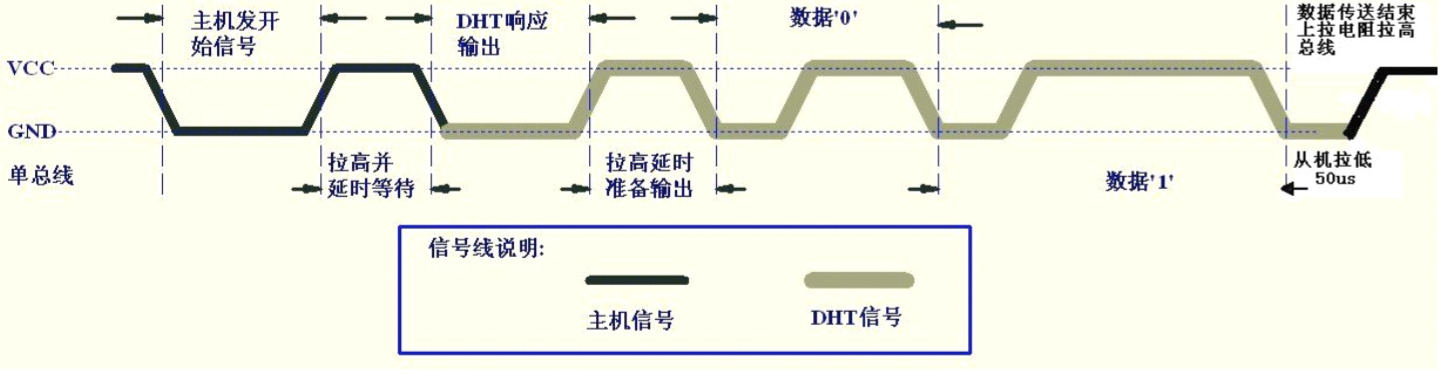 主机发开
始信号
DHT响应
输出
数据'0'
数据传送结束
上拉电阻拉高
总线
VCC
GND
单总线
拉高并
延时等待
拉高延时
准备输出
数据'1'
从机拉低
50us
信号线说明:
主机信号
DHT信号